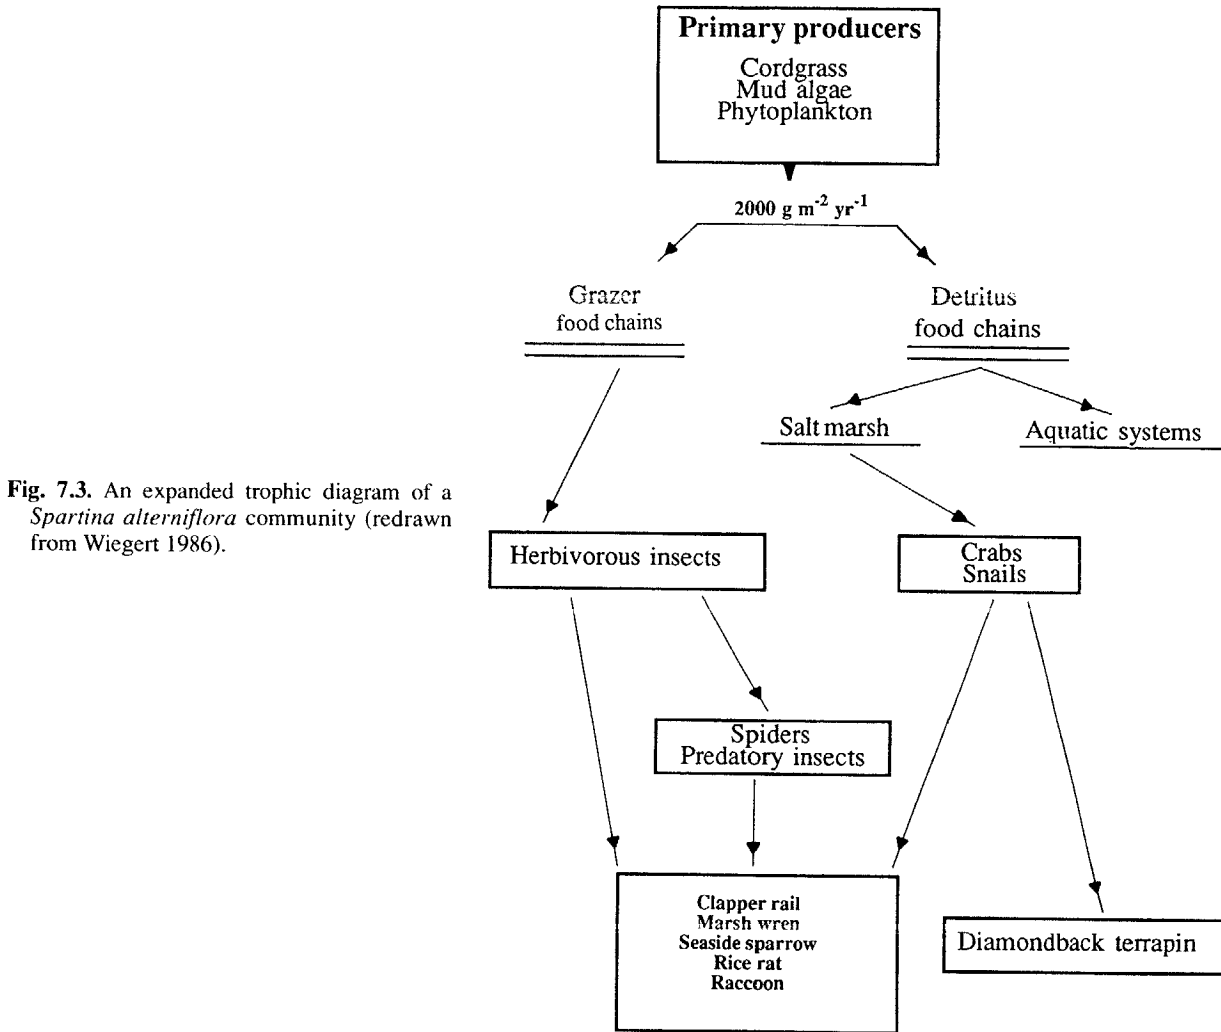 Primary producers
Cordgrass
Mud algae
Phytoplankton
2000 g m⁻² yr⁻¹
Grazer
food chains
Detritus
food chains
Salt marsh
Aquatic systems
Fig. 7.3. An expanded trophic diagram of a
Spartina alterniflora community (redrawn
from Wiegert 1986).
Herbivorous insects
Crabs
Snails
Spiders
Predatory insects
Clapper rail
Marsh wren
Seaside sparrow
Rice rat
Raccoon
Diamondback terrapin